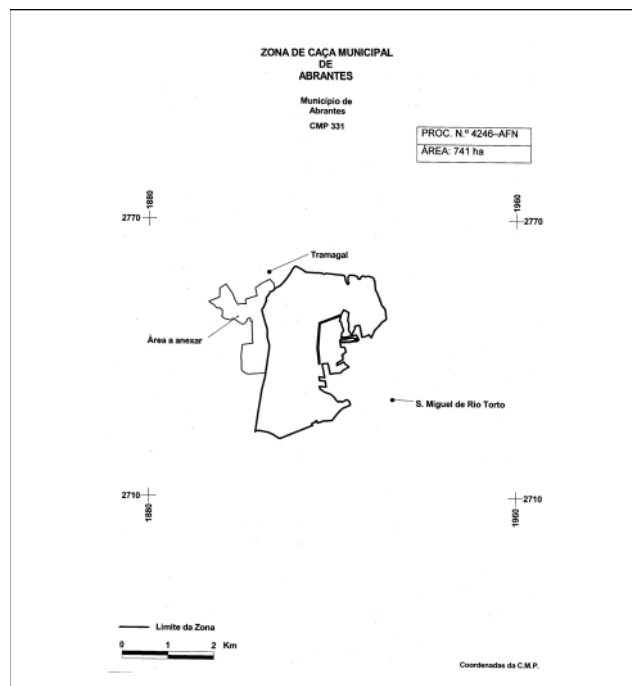 ZONA DE CAÇA MUNICIPAL
DE
ABRANTES
Município de
Abrantes
CMP 331
PROC. N.º 4246–AFN
ÁREA: 741 ha
1880
1960
2770
2770
Tramagal
Área a anexar
S. Miguel de Rio Torto
2710
2710
1880
1960
Limite da Zona
0 1 2 Km
Coordenadas da C.M.P.